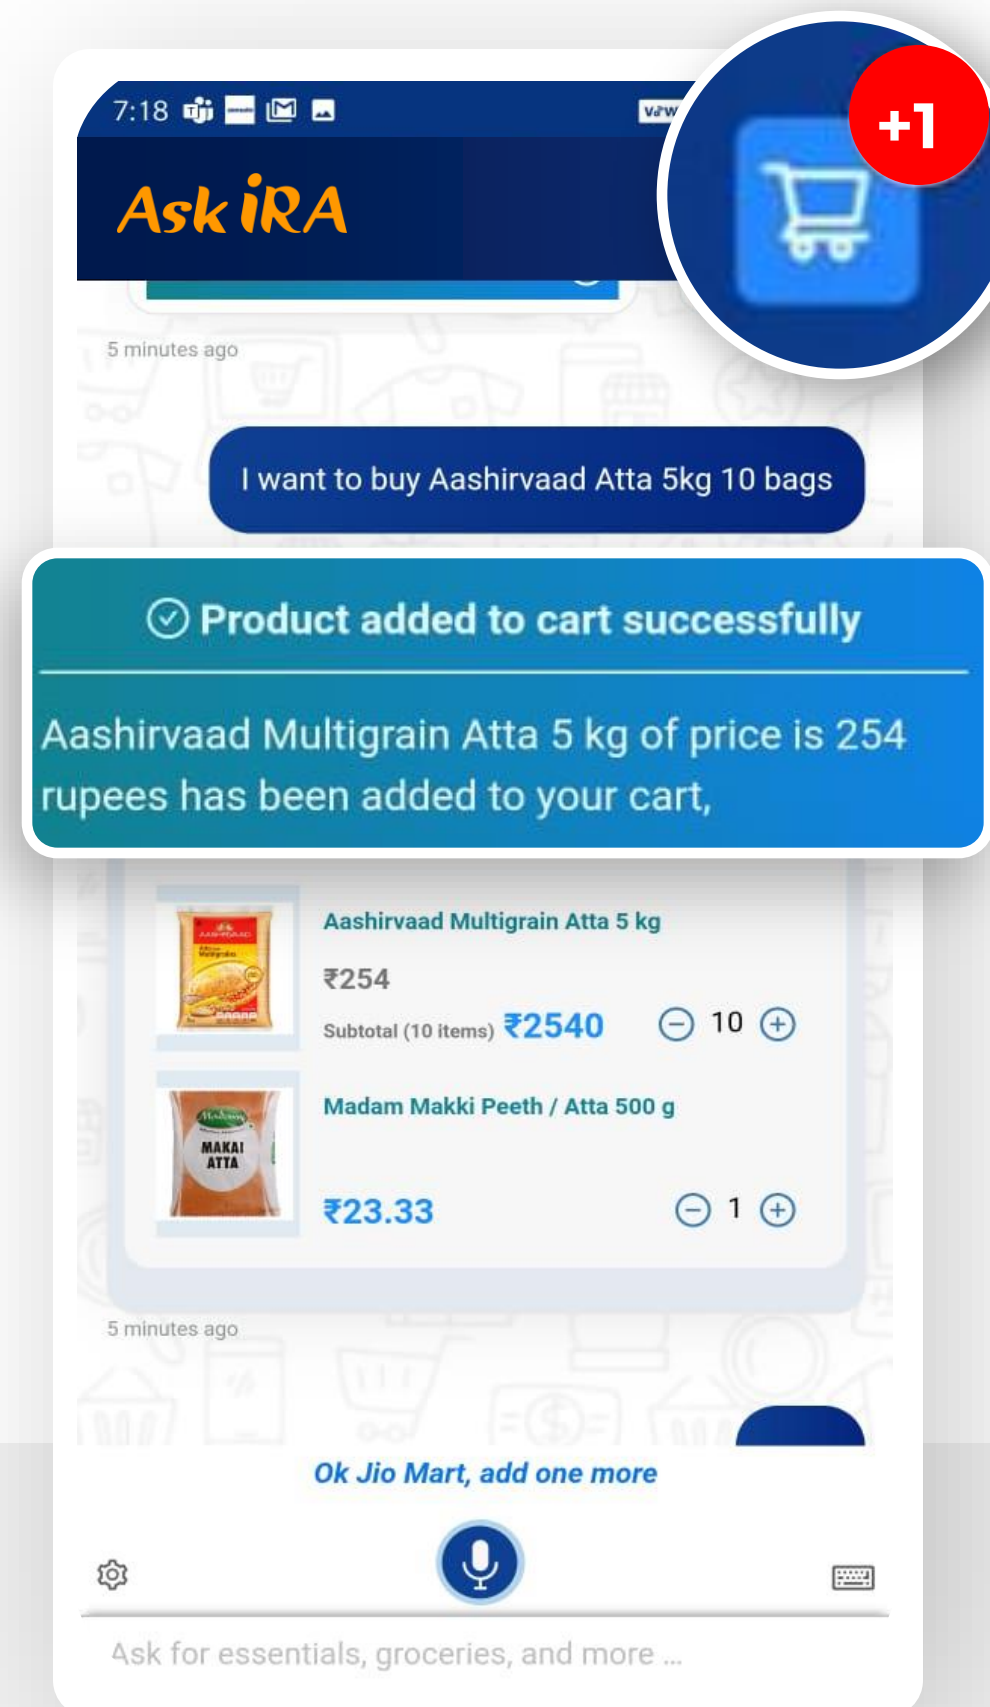 7:18
+1
Ask iRA
5 minutes ago
I want to buy Aashirvaad Atta 5kg 10 bags
Product added to cart successfully
Aashirvaad Multigrain Atta 5 kg of price is 254
rupees has been added to your cart,
Aashirvaad Multigrain Atta 5 kg
₹254
Subtotal (10 items) ₹2540
10
AASHIRVAAD
Multigrains
Madam Makki Peeth / Atta 500 g
MAKAI
ATTA
₹23.33
1
5 minutes ago
Ok Jio Mart, add one more
Ask for essentials, groceries, and more ...